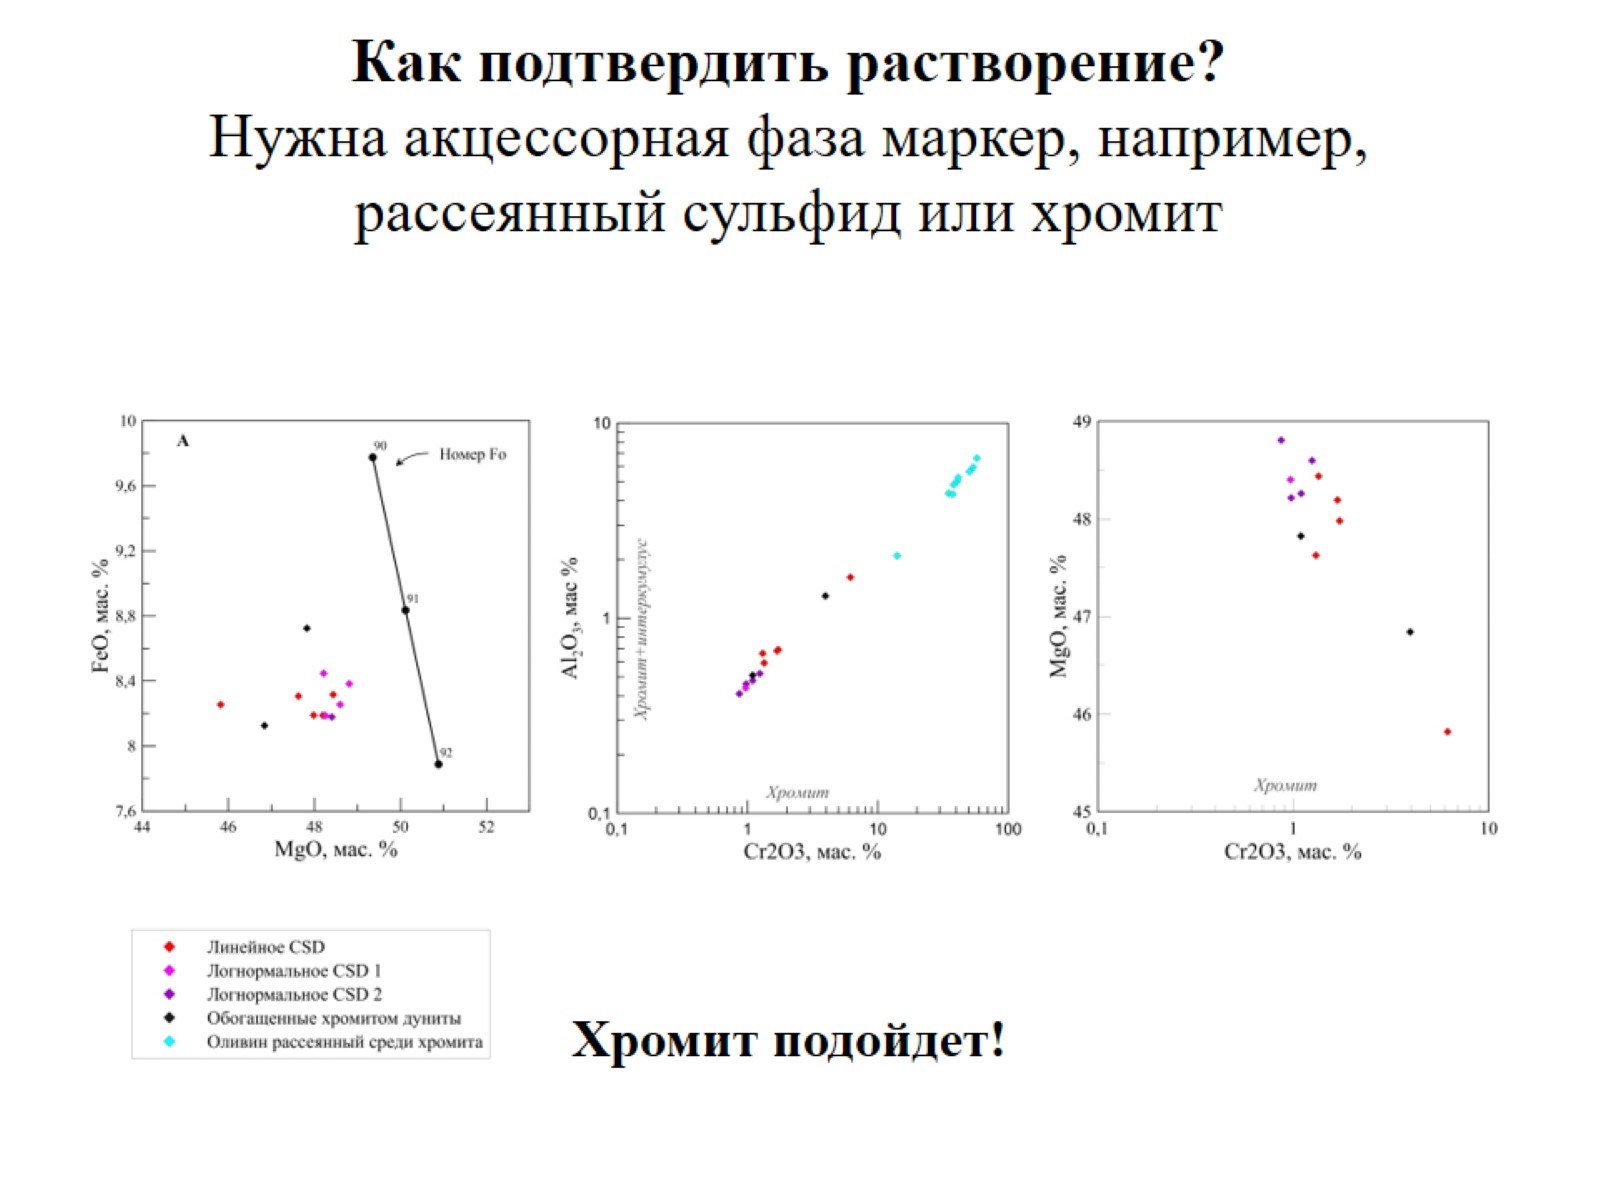 Как подтвердить растворение?
Нужна акцессорная фаза маркер, например,
рассеянный сульфид или хромит
10
9,6
9,2
8,8
8,4
8
7,6
FeO, мас. %
А
90
Номер Fo
91
92
44
46
48
50
52
MgO, мас. %
10
1
0,1
Al2O3, мас %
Хромит+интеркумулус
Хромит
0,1
1
10
100
Cr2O3, мас. %
49
48
47
46
45
MgO, мас. %
Хромит
0,1
1
10
Cr2O3, мас. %
Линейное CSD
Логнормальное CSD 1
Логнормальное CSD 2
Обогащенные хромитом дуниты
Оливин рассеянный среди хромита
Хромит подойдет!